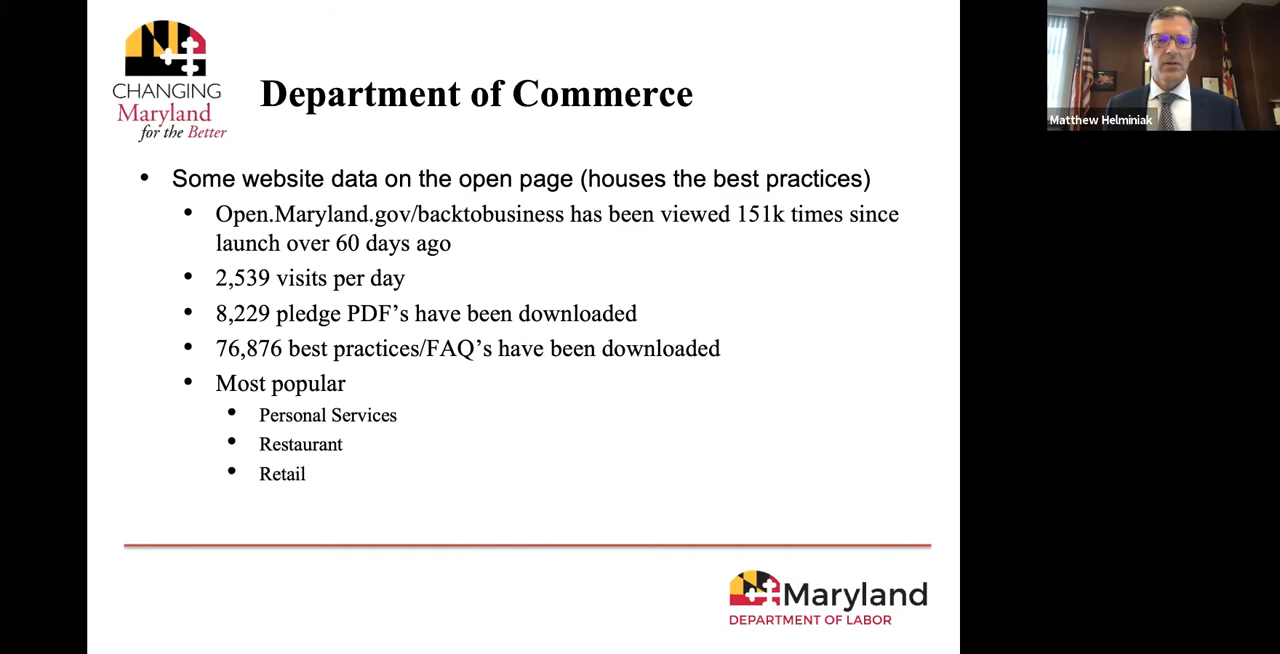 CHANGING
Maryland
for the Better
Department of Commerce
• Some website data on the open page (houses the best practices)
• Open.Maryland.gov/backtobusiness has been viewed 151k times since
launch over 60 days ago
• 2,539 visits per day
• 8,229 pledge PDF’s have been downloaded
• 76,876 best practices/FAQ’s have been downloaded
• Most popular
• Personal Services
• Restaurant
• Retail
Maryland
DEPARTMENT OF LABOR
Matthew Helminiak